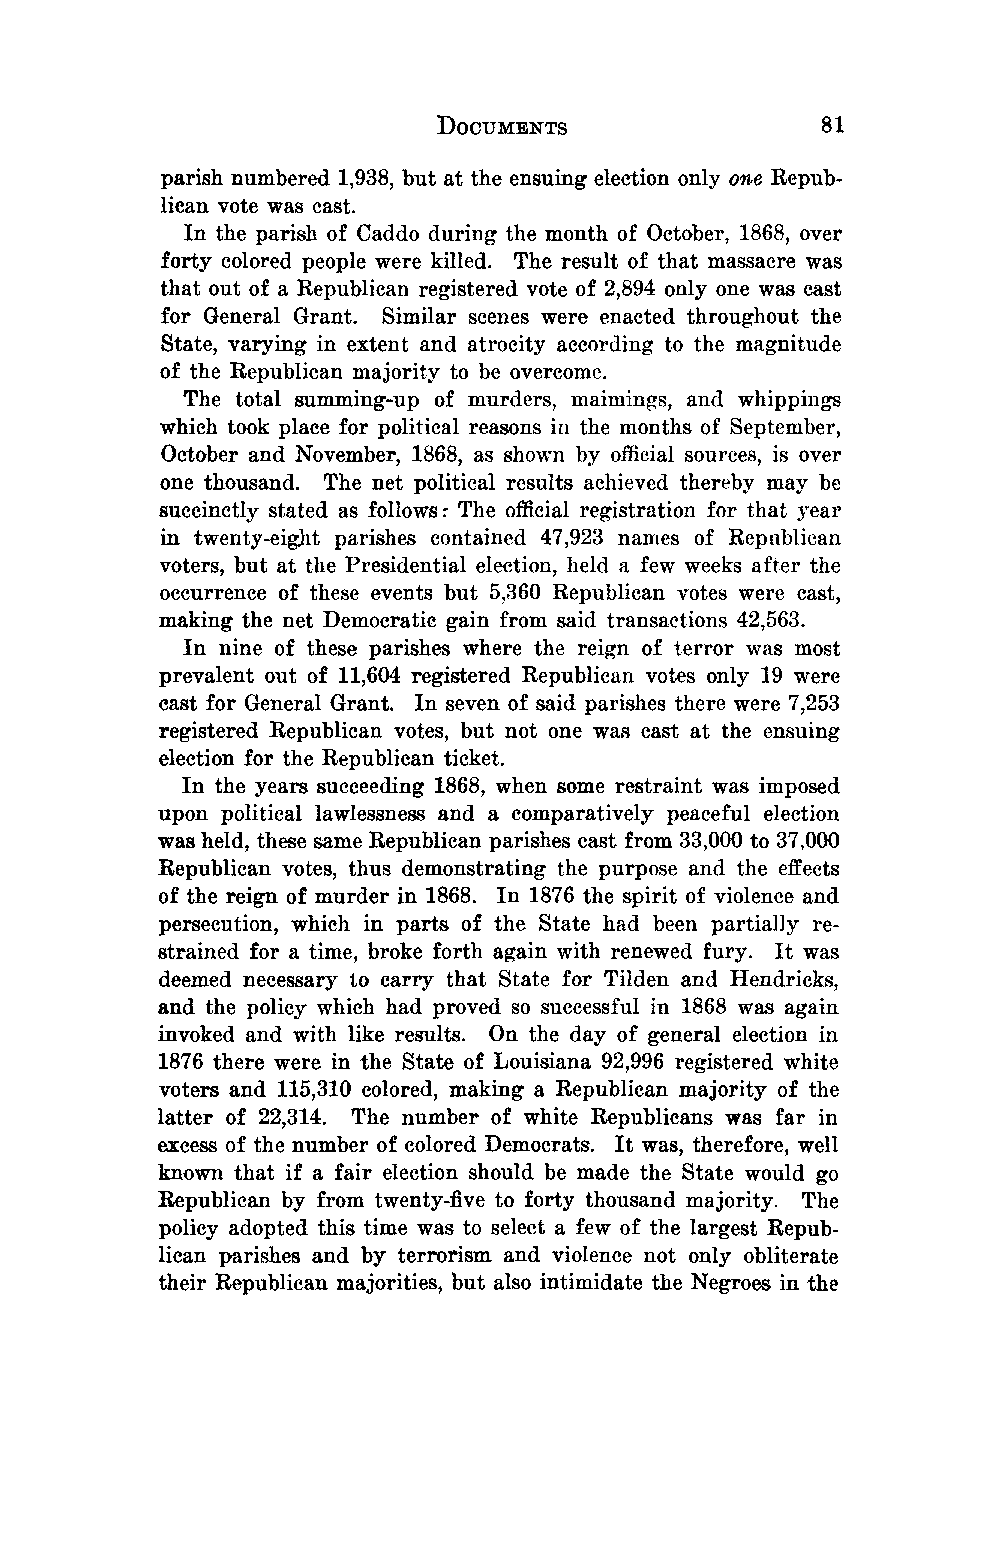 DOCUMENTS 81
parish numbered 1,938, but at the ensuing election only one Repub-
lican vote was cast.
In the parish of Caddo during the month of October, 1868, over
forty colored people were killed. The result of that massacre was
that out of a Republican registered vote of 2,894 only one was cast
for General Grant. Similar scenes were enacted throughout the
State, varying in extent and atrocity according to the magnitude
of the Republican majority to be overcome.
The total summing-up of murders, maimings, and whippings
which took place for political reasons in the months of September,
October and November, 1868, as shown by official sources, is over
one thousand. The net political results achieved thereby may be
succinctly stated as follows: The official registration for that year
in twenty-eight parishes contained 47,923 names of Republican
voters, but at the Presidential election, held a few weeks after the
occurrence of these events but 5,360 Republican votes were cast,
making the net Democratic gain from said transactions 42,563.
In nine of these parishes where the reign of terror was most
prevalent out of 11,604 registered Republican votes only 19 were
cast for General Grant. In seven of said parishes there were 7,253
registered Republican votes, but not one was cast at the ensuing
election for the Republican ticket.
In the years succeeding 1868, when some restraint was imposed
upon political lawlessness and a comparatively peaceful election
was held, these same Republican parishes cast from 33,000 to 37,000
Republican votes, thus demonstrating the purpose and the effects
of the reign of murder in 1868. In 1876 the spirit of violence and
persecution, which in parts of the State had been partially re-
strained for a time, broke forth again with renewed fury. It was
deemed necessary to carry that State for Tilden and Hendricks,
and the policy which had proved so successful in 1868 was again
invoked and with like results. On the day of general election in
1876 there were in the State of Louisiana 92,996 registered white
voters and 115,310 colored, making a Republican majority of the
latter of 22,314. The number of white Republicans was far in
excess of the number of colored Democrats. It was, therefore, well
known that if a fair election should be made the State would go
Republican by from twenty-five to forty thousand majority. The
policy adopted this time was to select a few of the largest Repub-
lican parishes and by terrorism and violence not only obliterate
their Republican majorities, but also intimidate the Negroes in the